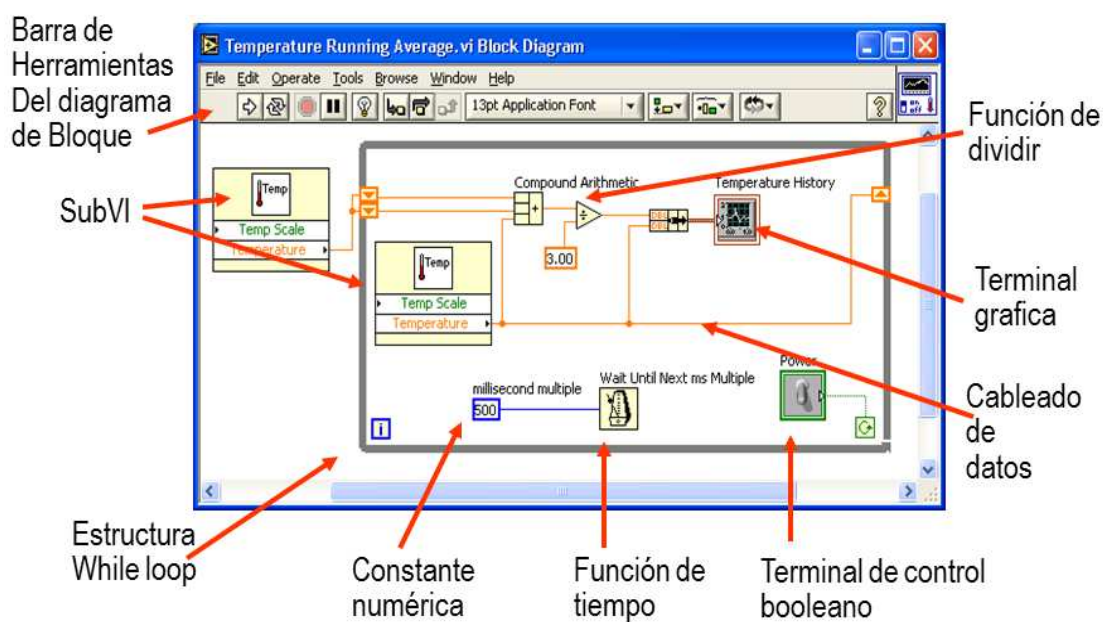 Barra de
Herramientas
Del diagrama
de Bloque
Temperature Running Average.vi Block Diagram
File Edit Operate Tools Browse Window Help
13pt Application Font
?
Función de
dividir
SubVI
Temp
Temp Scale
Temperature
Compound Arithmetic
Temperature History
+
÷
DBL
DBL
3.00
Temp
Temp Scale
Temperature
Terminal
grafica
Power
millisecond multiple
Wait Until Next ms Multiple
500
i
Cableado
de
datos
Estructura
While loop
Constante
numérica
Función de
tiempo
Terminal de control
booleano